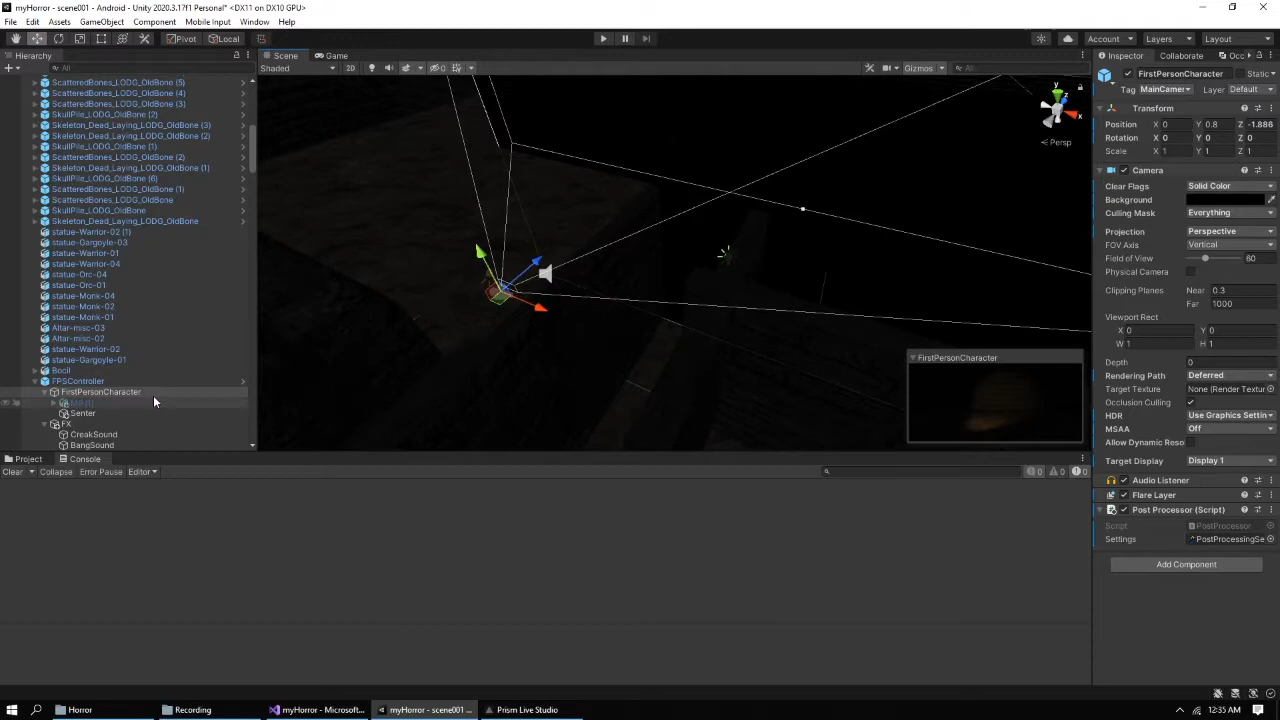 myHorror - scene001 - Android - Unity 2020.3.17f1 Personal* <DX11 on DX10 GPU>
File Edit Assets GameObject Component Mobile Input Window Help
Pivot Local Account Layers Layout
Hierarchy Scene Game Inspector Collaborate Occ
All Shaded 2D 0 Gizmos All
FirstPersonCharacter Static
Tag MainCamer Layer Default
ScatteredBones_LODG_OldBone (5)
ScatteredBones_LODG_OldBone (4)
ScatteredBones_LODG_OldBone (3)
SkullPile_LODG_OldBone (2)
Skeleton_Dead_Laying_LODG_OldBone (3)
Skeleton_Dead_Laying_LODG_OldBone (2)
SkullPile_LODG_OldBone (1)
ScatteredBones_LODG_OldBone (2)
Skeleton_Dead_Laying_LODG_OldBone (1)
SkullPile_LODG_OldBone (6)
ScatteredBones_LODG_OldBone (1)
ScatteredBones_LODG_OldBone
SkullPile_LODG_OldBone
Skeleton_Dead_Laying_LODG_OldBone
statue-Warrior-02 (1)
statue-Gargoyle-03
statue-Warrior-01
statue-Warrior-04
statue-Orc-04
statue-Orc-01
statue-Monk-04
statue-Monk-02
statue-Monk-01
Altar-misc-03
Altar-misc-02
statue-Warrior-02
statue-Gargoyle-01
Bocil
FPSController
FirstPersonCharacter
Senter
FX
CreakSound
BangSound
y
x
Persp
FirstPersonCharacter
Transform
Position X 0 Y 0.8 Z -1.886
Rotation X 0 Y 0 Z 0
Scale X 1 Y 1 Z 1
Camera
Clear Flags Solid Color
Background
Culling Mask Everything
Projection Perspective
FOV Axis Vertical
Field of View 60
Physical Camera
Clipping Planes Near 0.3
Far 1000
Viewport Rect
X 0 Y 0
W 1 H 1
Depth 0
Rendering Path Deferred
Target Texture None (Render Textur
Occlusion Culling
HDR Use Graphics Settin
MSAA Off
Allow Dynamic Reso
Target Display Display 1
Audio Listener
Flare Layer
Post Processor (Script)
Script PostProcessor
Settings PostProcessingSe
Add Component
Project Console
Clear Collapse Error Pause Editor 0 0 0
Horror Recording myHorror - Microsoft... myHorror - scene001 ... Prism Live Studio 12:35 AM